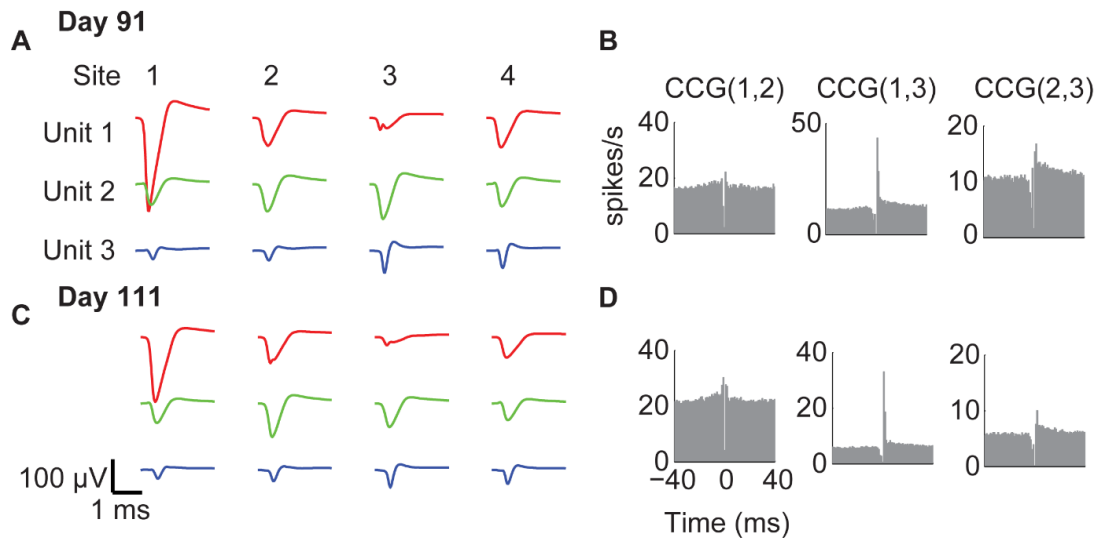 Day 91
A
Site 1 2 3 4
Unit 1
Unit 2
Unit 3
B
CCG(1,2) CCG(1,3) CCG(2,3)
spikes/s
40
20
0
50
0
20
10
0
Day 111
C
100 µV
1 ms
D
40
20
0
40
20
0
20
10
0
−40 0 40
Time (ms)